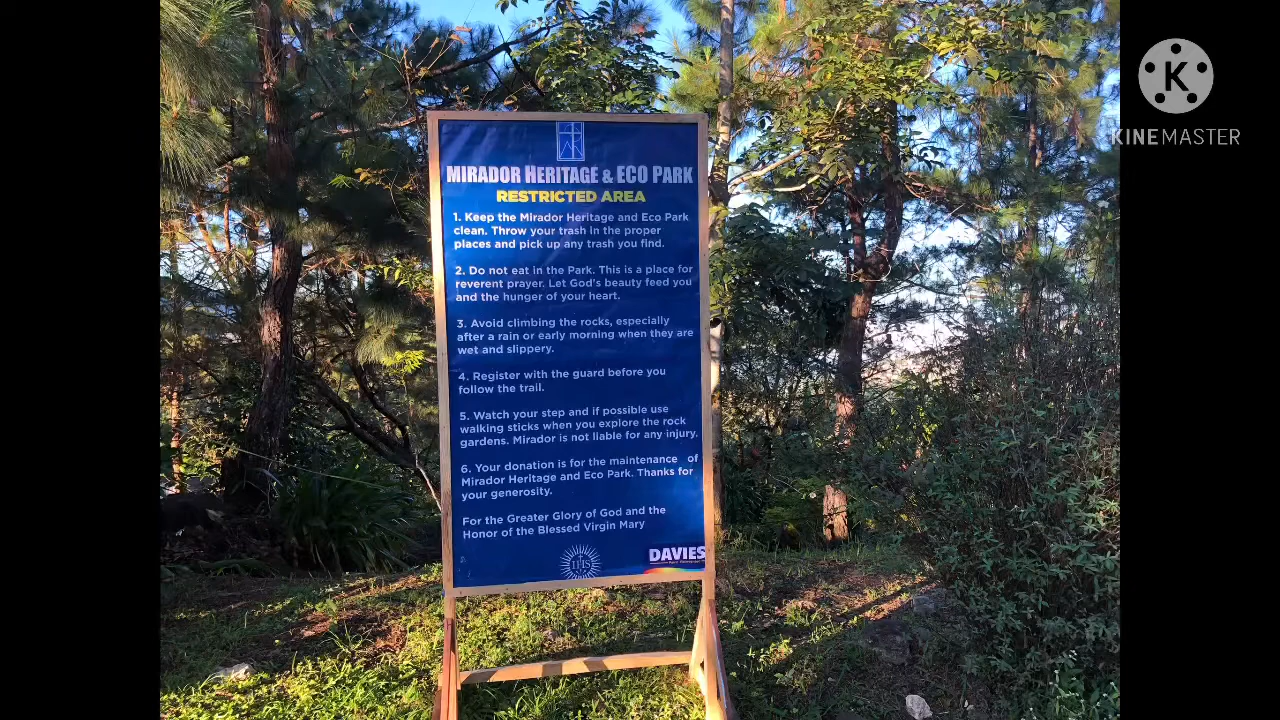 K
KINEMASTER
MIRADOR HERITAGE & ECO PARK
RESTRICTED AREA
1. Keep the Mirador Heritage and Eco Park
clean. Throw your trash in the proper
places and pick up any trash you find.
2. Do not eat in the Park. This is a place for
reverent prayer. Let God's beauty feed you
and the hunger of your heart.
3. Avoid climbing the rocks, especially
after a rain or early morning when they are
wet and slippery.
4. Register with the guard before you
follow the trail.
5. Watch your step and if possible use
walking sticks when you explore the rock
gardens. Mirador is not liable for any injury.
6. Your donation is for the maintenance of
Mirador Heritage and Eco Park. Thanks for
your generosity.
For the Greater Glory of God and the
Honor of the Blessed Virgin Mary
IHS
DAVIES